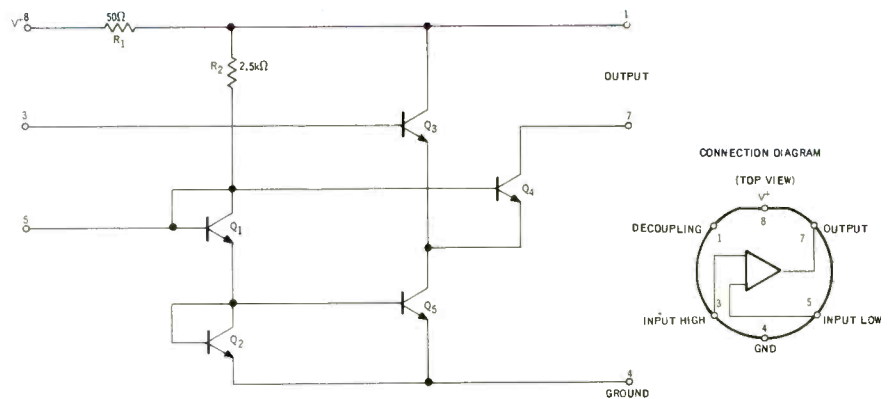 V- 8
50Ω
R1
1
R2 2.5kΩ
OUTPUT
3
Q3
7
CONNECTION DIAGRAM
(TOP VIEW)
Q4
V+
8
5
Q1
DECOUPLING
1
7
OUTPUT
Q5
3
5
INPUT HIGH
+
INPUT LOW
Q2
4
GND
4
GROUND